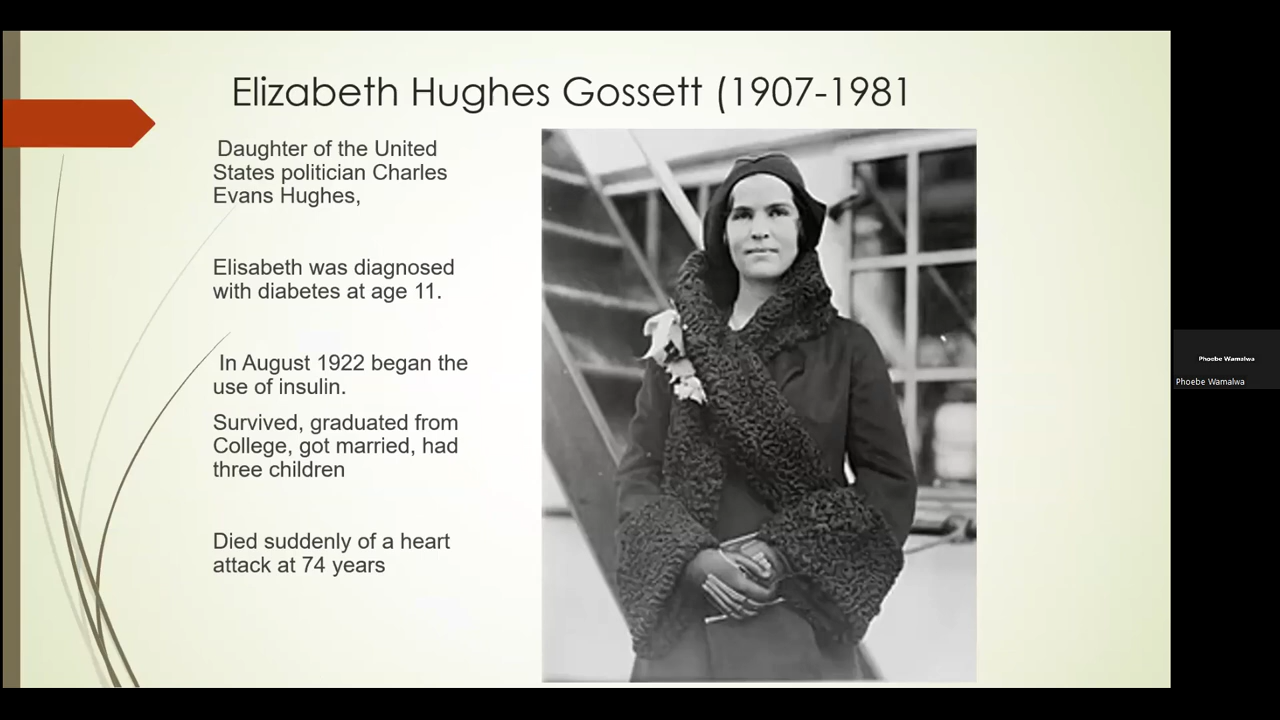 Elizabeth Hughes Gossett (1907-1981
Daughter of the United
States politician Charles
Evans Hughes,
Elisabeth was diagnosed
with diabetes at age 11.
In August 1922 began the
use of insulin.
Survived, graduated from
College, got married, had
three children
Died suddenly of a heart
attack at 74 years
Phoebe Wamalwa
Phoebe Wamalwa